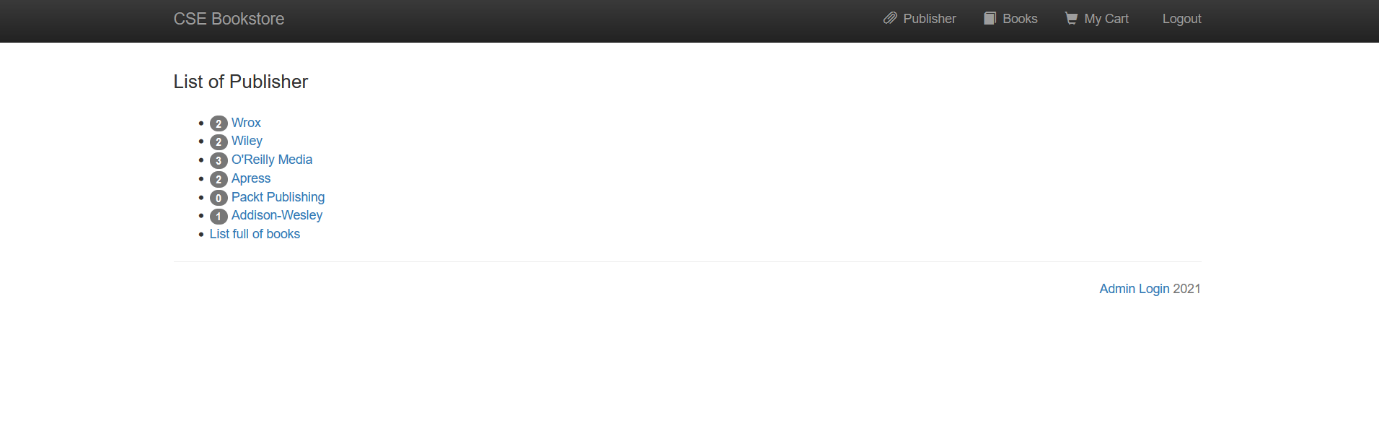 CSE Bookstore Publisher Books My Cart Logout
List of Publisher
2 Wrox
2 Wiley
3 O'Reilly Media
2 Apress
0 Packt Publishing
1 Addison-Wesley
List full of books
Admin Login 2021